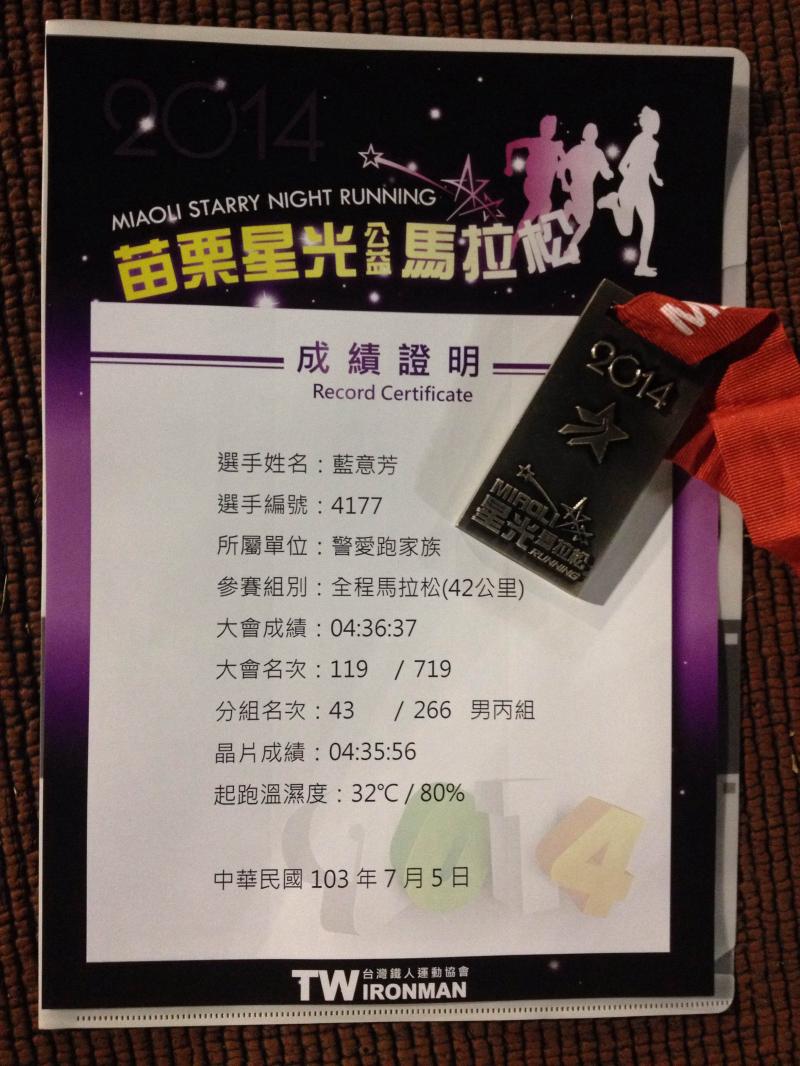 2014
MIAOLI STARRY NIGHT RUNNING
苗栗星光公益馬拉松
成績證明
Record Certificate
選手姓名：藍意芳
選手編號：4177
所屬單位：警愛跑家族
參賽組別：全程馬拉松(42公里)
大會成績：04:36:37
大會名次：119 / 719
分組名次：43 / 266 男丙組
晶片成績：04:35:56
起跑溫濕度：32℃ / 80%
2014
中華民國 103 年 7 月 5 日
TW 台灣鐵人運動協會
IRONMAN
2014
MIAOLI
星光馬拉松
RUNNING